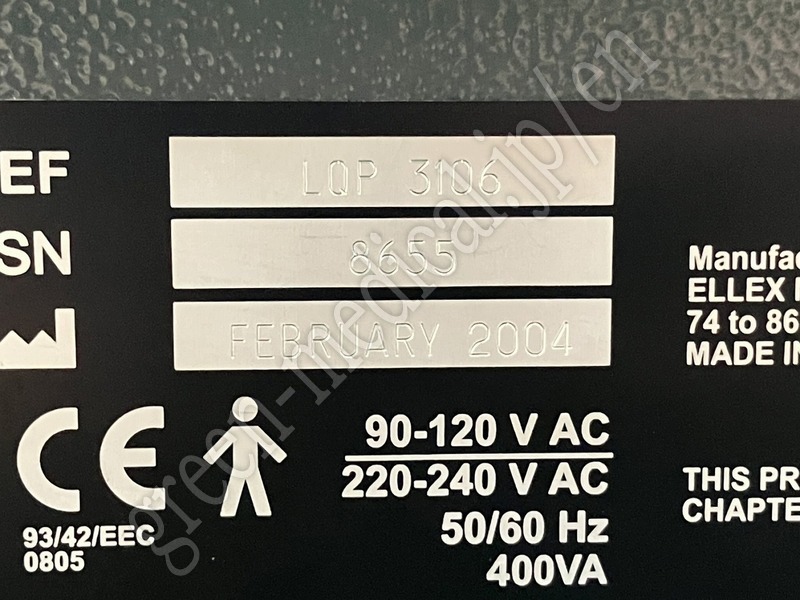 EF LQP 3106
SN 8655
FEBRUARY 2004
Manufac
ELLEX
74 to 86
MADE IN
CE
93/42/EEC
0805
90-120 V AC
220-240 V AC
50/60 Hz
400VA
THIS PR
CHAPTE
green-medical.jp/en